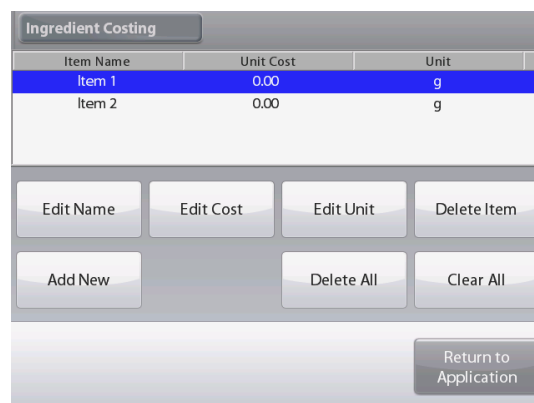 Ingredient Costing
Item Name Unit Cost Unit
Item 1 0.00 g
Item 2 0.00 g
Edit Name Edit Cost Edit Unit Delete Item
Add New Delete All Clear All
Return to
Application